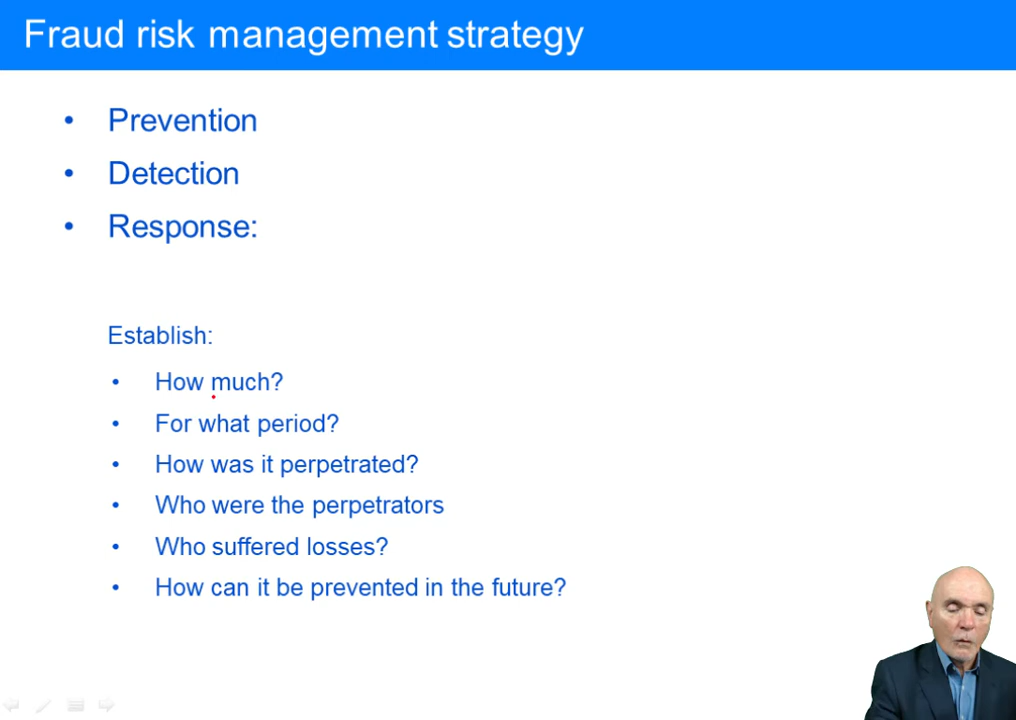 Fraud risk management strategy
• Prevention
• Detection
• Response:
Establish:
• How much?
• For what period?
• How was it perpetrated?
• Who were the perpetrators
• Who suffered losses?
• How can it be prevented in the future?